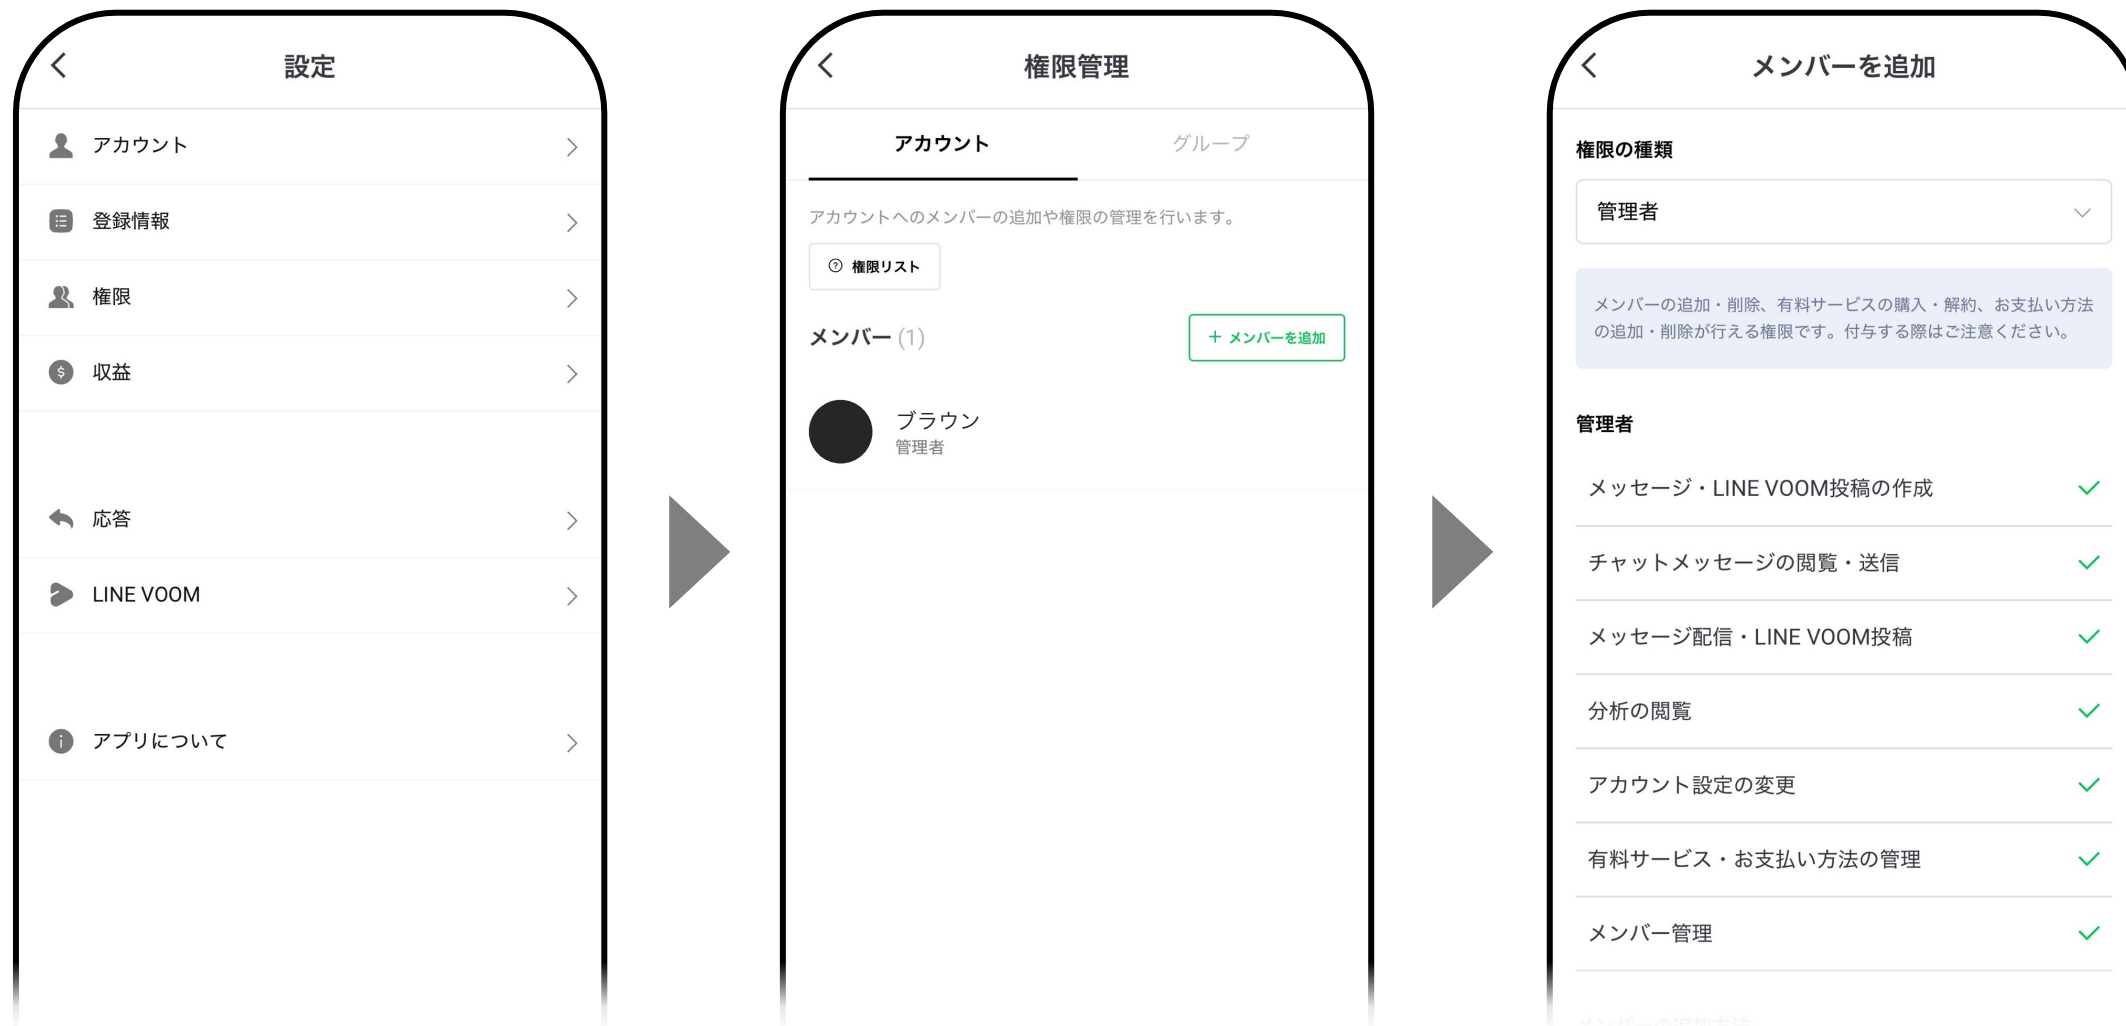 設定
アカウント
登録情報
権限
収益
応答
LINE VOOM
アプリについて
権限管理
アカウント
グループ
アカウントへのメンバーの追加や権限の管理を行います。
権限リスト
メンバー (1)
+ メンバーを追加
ブラウン
管理者
メンバーを追加
権限の種類
管理者
メンバーの追加・削除、有料サービスの購入・解約、お支払い方法
の追加・削除が行える権限です。付与する際はご注意ください。
管理者
メッセージ・LINE VOOM投稿の作成
チャットメッセージの閲覧・送信
メッセージ配信・LINE VOOM投稿
分析の閲覧
アカウント設定の変更
有料サービス・お支払い方法の管理
メンバー管理